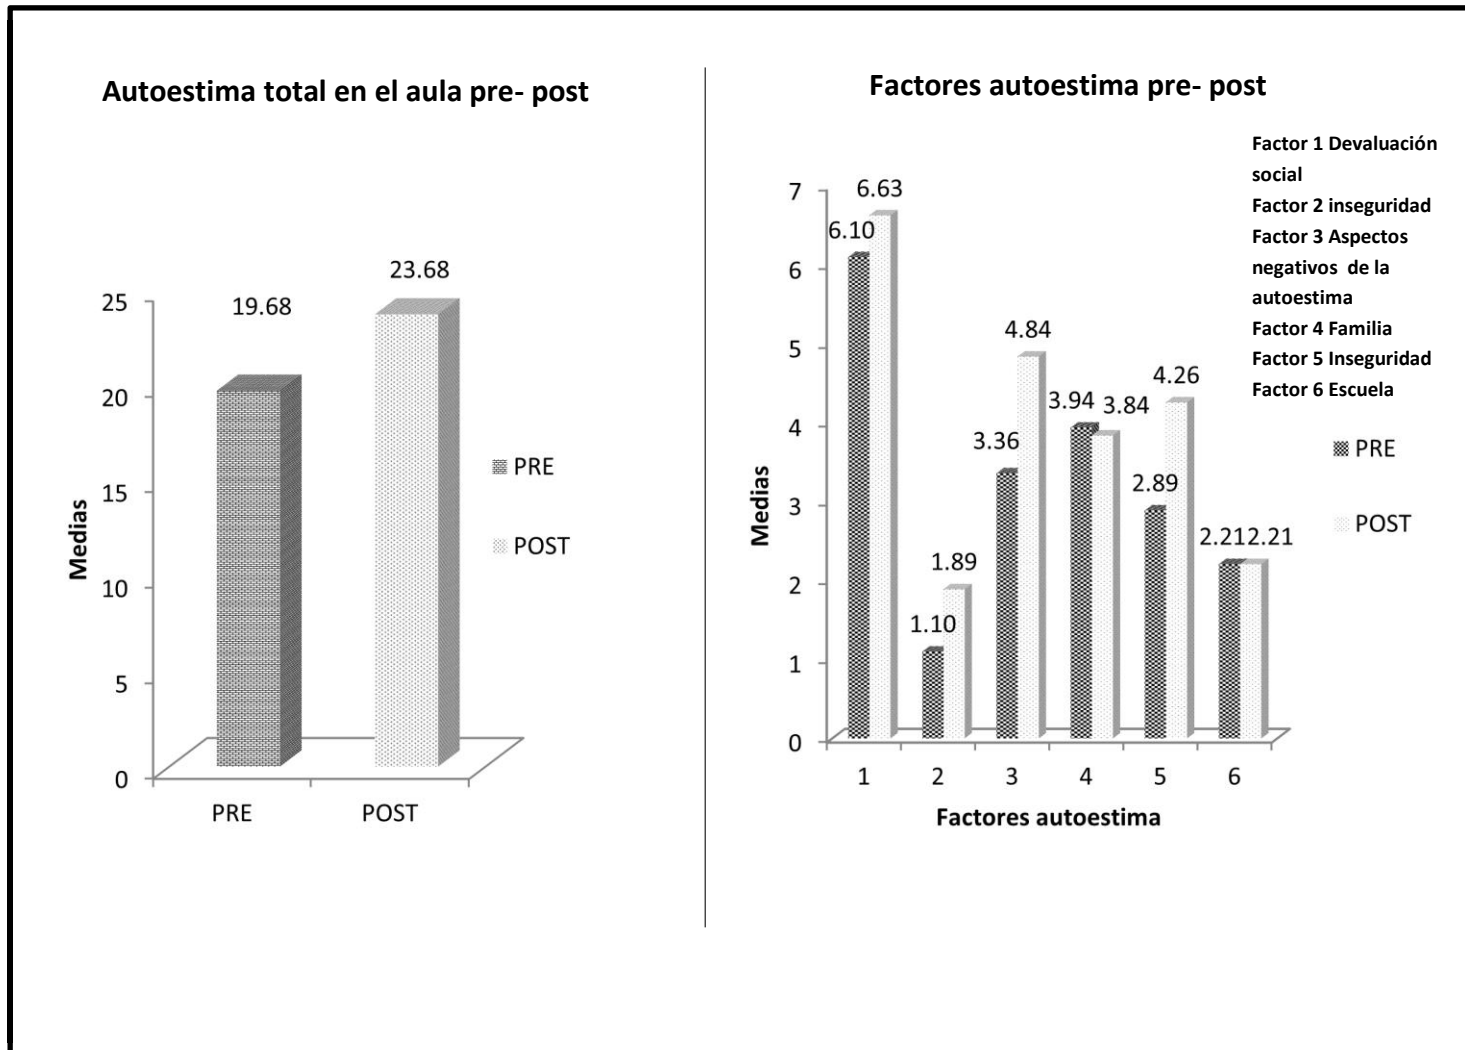 Autoestima total en el aula pre- post
25
20
15
10
5
0
Medias
19.68
23.68
PRE
POST
PRE
POST
Factores autoestima pre- post
Factor 1 Devaluación
social
Factor 2 inseguridad
Factor 3 Aspectos
negativos de la
autoestima
Factor 4 Familia
Factor 5 Inseguridad
Factor 6 Escuela
7
6
5
4
3
2
1
0
Medias
6.10
6.63
1.10
1.89
3.36
4.84
3.94
3.84
2.89
4.26
2.21
2.21
PRE
POST
1 2 3 4 5 6
Factores autoestima